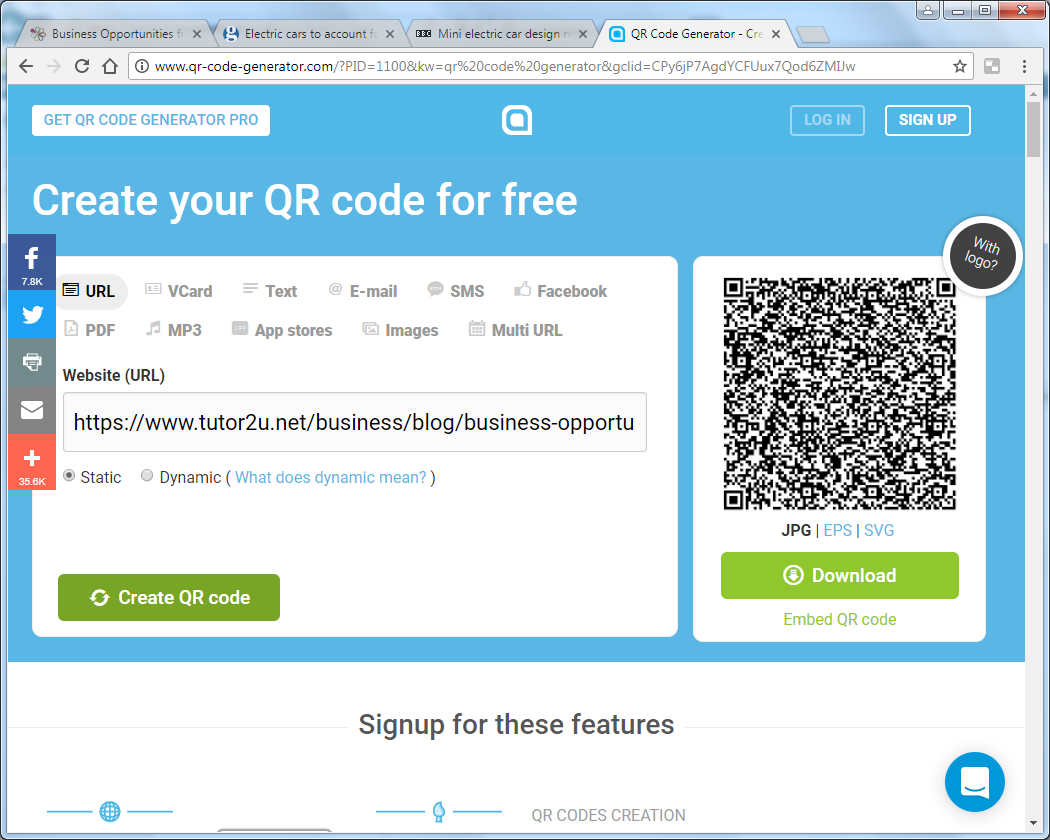 Business Opportunities f
Electric cars to account f
BBC
Mini electric car design
QR Code Generator - Cre
www.qr-code-generator.com/?PID=1100&kw=qr%20code%20generator&gclid=CPy6jP7AgdYCFUux7Qod6ZMIJw
GET QR CODE GENERATOR PRO
LOG IN
SIGN UP
Create your QR code for free
With
logo?
7.8K
35.6K
URL
VCard
Text
E-mail
SMS
Facebook
PDF
MP3
App stores
Images
Multi URL
Website (URL)
https://www.tutor2u.net/business/blog/business-opportu
Static
Dynamic ( What does dynamic mean? )
Create QR code
JPG | EPS | SVG
Download
Embed QR code
Signup for these features
QR CODES CREATION